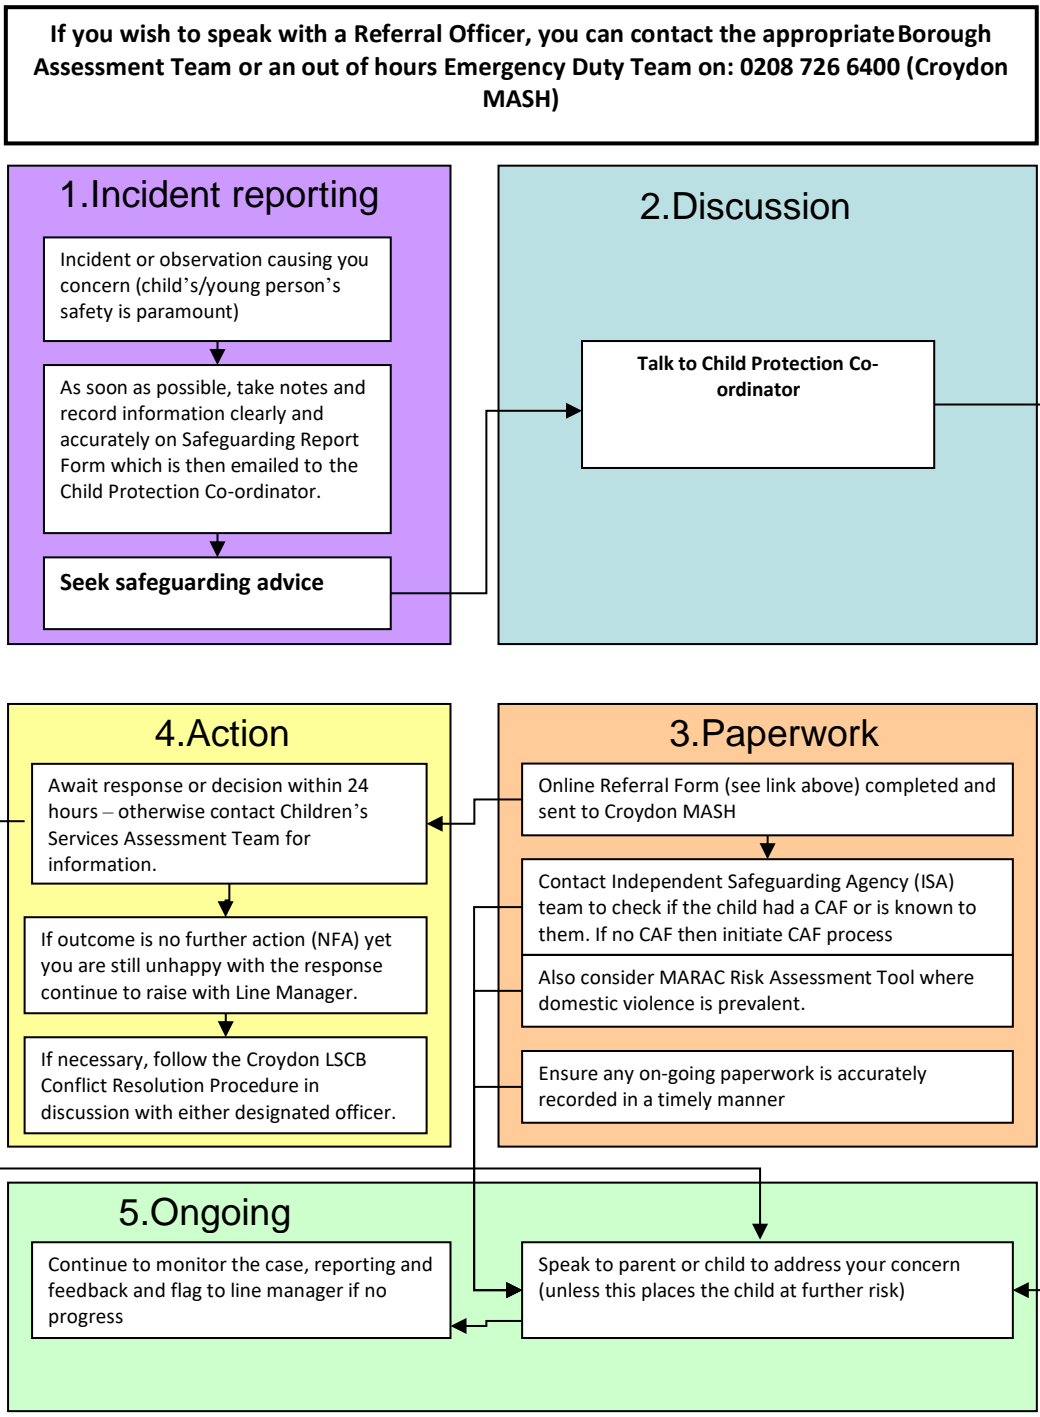 If you wish to speak with a Referral Officer, you can contact the appropriate Borough
Assessment Team or an out of hours Emergency Duty Team on: 0208 726 6400 (Croydon
MASH)
1.Incident reporting
Incident or observation causing you
concern (child’s/young person’s
safety is paramount)
As soon as possible, take notes and
record information clearly and
accurately on Safeguarding Report
Form which is then emailed to the
Child Protection Co-ordinator.
Seek safeguarding advice
2.Discussion
Talk to Child Protection Co-
ordinator
3.Paperwork
Online Referral Form (see link above) completed and
sent to Croydon MASH
Contact Independent Safeguarding Agency (ISA)
team to check if the child had a CAF or is known to
them. If no CAF then initiate CAF process
Also consider MARAC Risk Assessment Tool where
domestic violence is prevalent.
Ensure any on-going paperwork is accurately
recorded in a timely manner
4.Action
Await response or decision within 24
hours – otherwise contact Children’s
Services Assessment Team for
information.
If outcome is no further action (NFA) yet
you are still unhappy with the response
continue to raise with Line Manager.
If necessary, follow the Croydon LSCB
Conflict Resolution Procedure in
discussion with either designated officer.
5.Ongoing
Speak to parent or child to address your concern
(unless this places the child at further risk)
Continue to monitor the case, reporting and
feedback and flag to line manager if no
progress